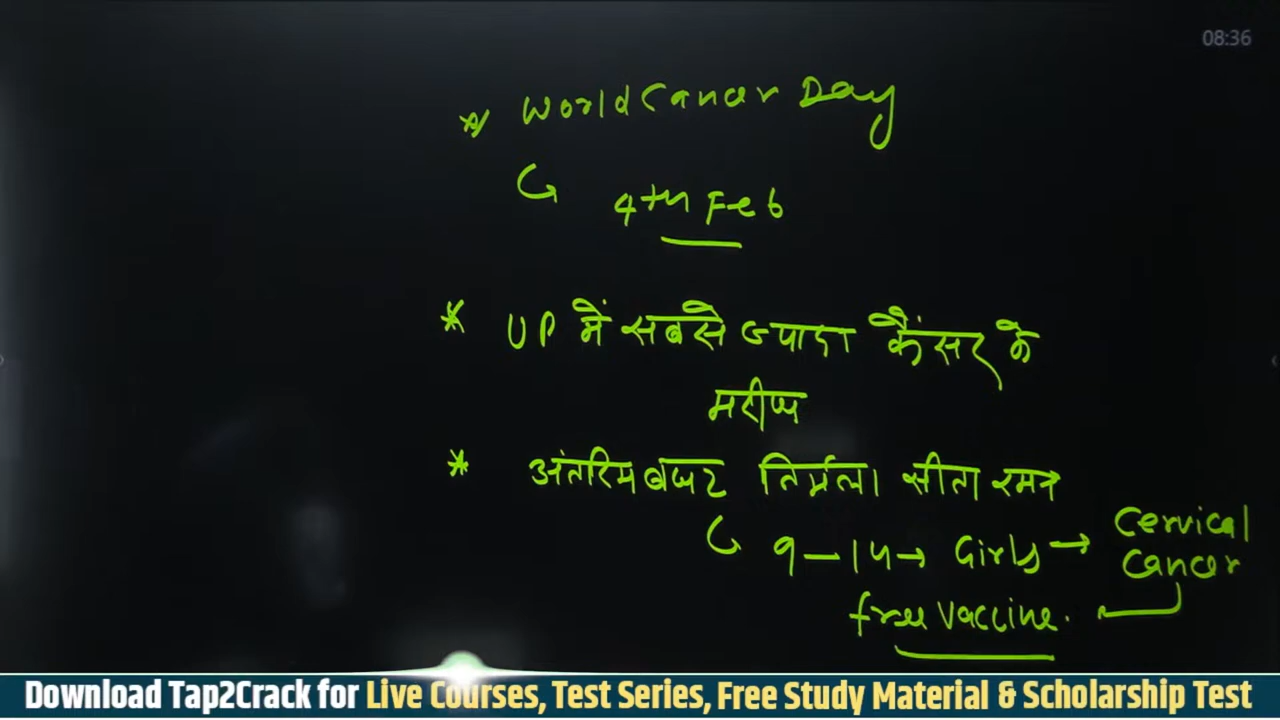 08:36
* World Cancer Day
4th Feb
* UP में सबसे ज्यादा कैंसर के
मरीज
* अंतरिम बजट निर्मला सीतारमन
9-14 → Girls → Cervical
Cancer
free vaccine.
Download Tap2Crack for Live Courses, Test Series, Free Study Material & Scholarship Test